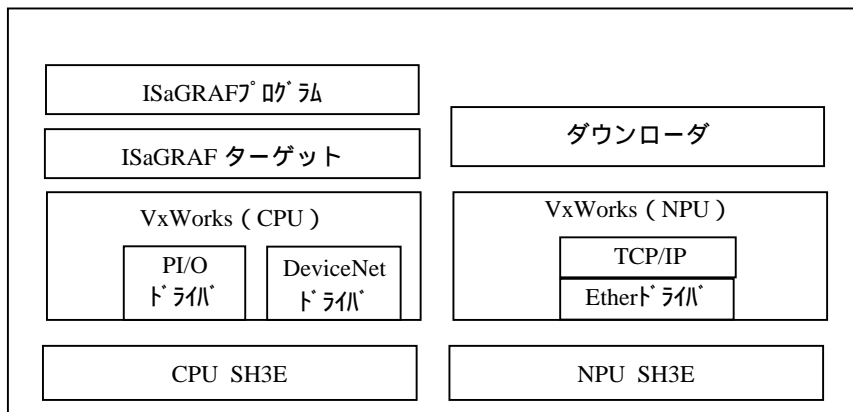 ISaGRAFﾌﾟﾛｸﾞﾗﾑ
ISaGRAF ターゲット
VxWorks（CPU）
PI/O
ﾄﾞﾗｲﾊﾞ
DeviceNet
ﾄﾞﾗｲﾊﾞ
CPU SH3E
ダウンローダ
VxWorks（NPU）
TCP/IP
Etherﾄﾞﾗｲﾊﾞ
NPU SH3E